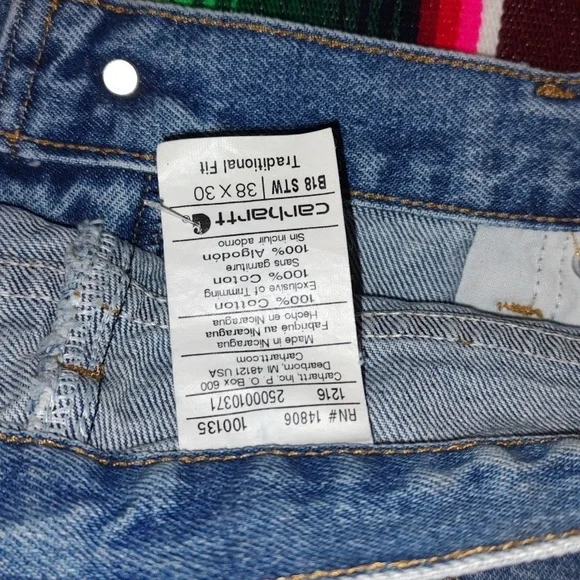 B18 STW | 38 X 30
Traditional Fit
carhartt
100% Cotton
Exclusive of Trimming
100% Coton
Sans garniture
100% Algodón
Sin incluir adorno
Made in Nicaragua
Fabriqué au Nicaragua
Hecho en Nicaragua
Carhartt, Inc P.O. Box 600
Dearborn, MI 48121 USA
Carhartt.com
RN# 14806 100135
1216 2500010371